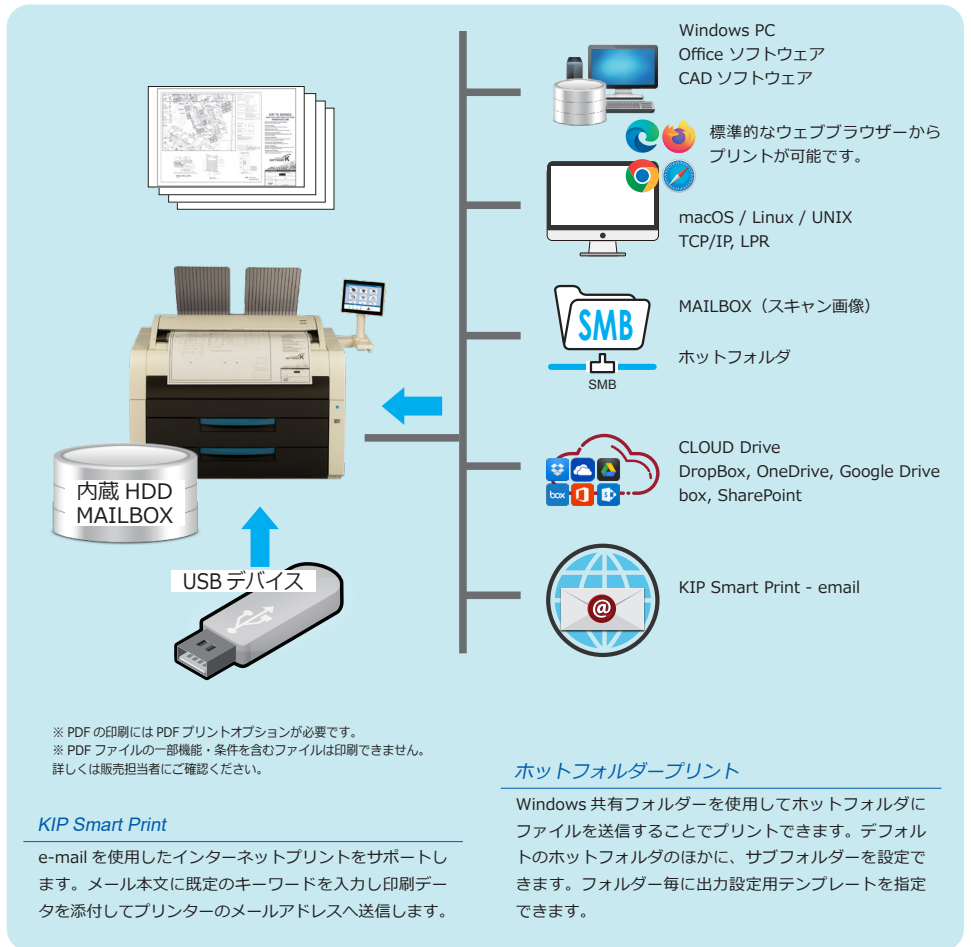 Windows PC
Office ソフトウェア
CAD ソフトウェア
標準的なウェブブラウザーから
プリントが可能です。
macOS / Linux / UNIX
TCP/IP, LPR
SMB
MAILBOX（スキャン画像）
ホットフォルダ
SMB
内蔵 HDD
MAILBOX
CLOUD Drive
DropBox, OneDrive, Google Drive
box, SharePoint
box
USB デバイス
@
KIP Smart Print - email
※ PDF の印刷には PDF プリントオプションが必要です。
※ PDF ファイルの一部機能・条件を含むファイルは印刷できません。
詳しくは販売担当者にご確認ください。
KIP Smart Print
e-mail を使用したインターネットプリントをサポートし
ます。メール本文に既定のキーワードを入力し印刷デー
タを添付してプリンターのメールアドレスへ送信します。
ホットフォルダープリント
Windows 共有フォルダーを使用してホットフォルダに
ファイルを送信することでプリントできます。デフォル
トのホットフォルダのほかに、サブフォルダーを設定で
きます。フォルダー毎に出力設定用テンプレートを指定
できます。